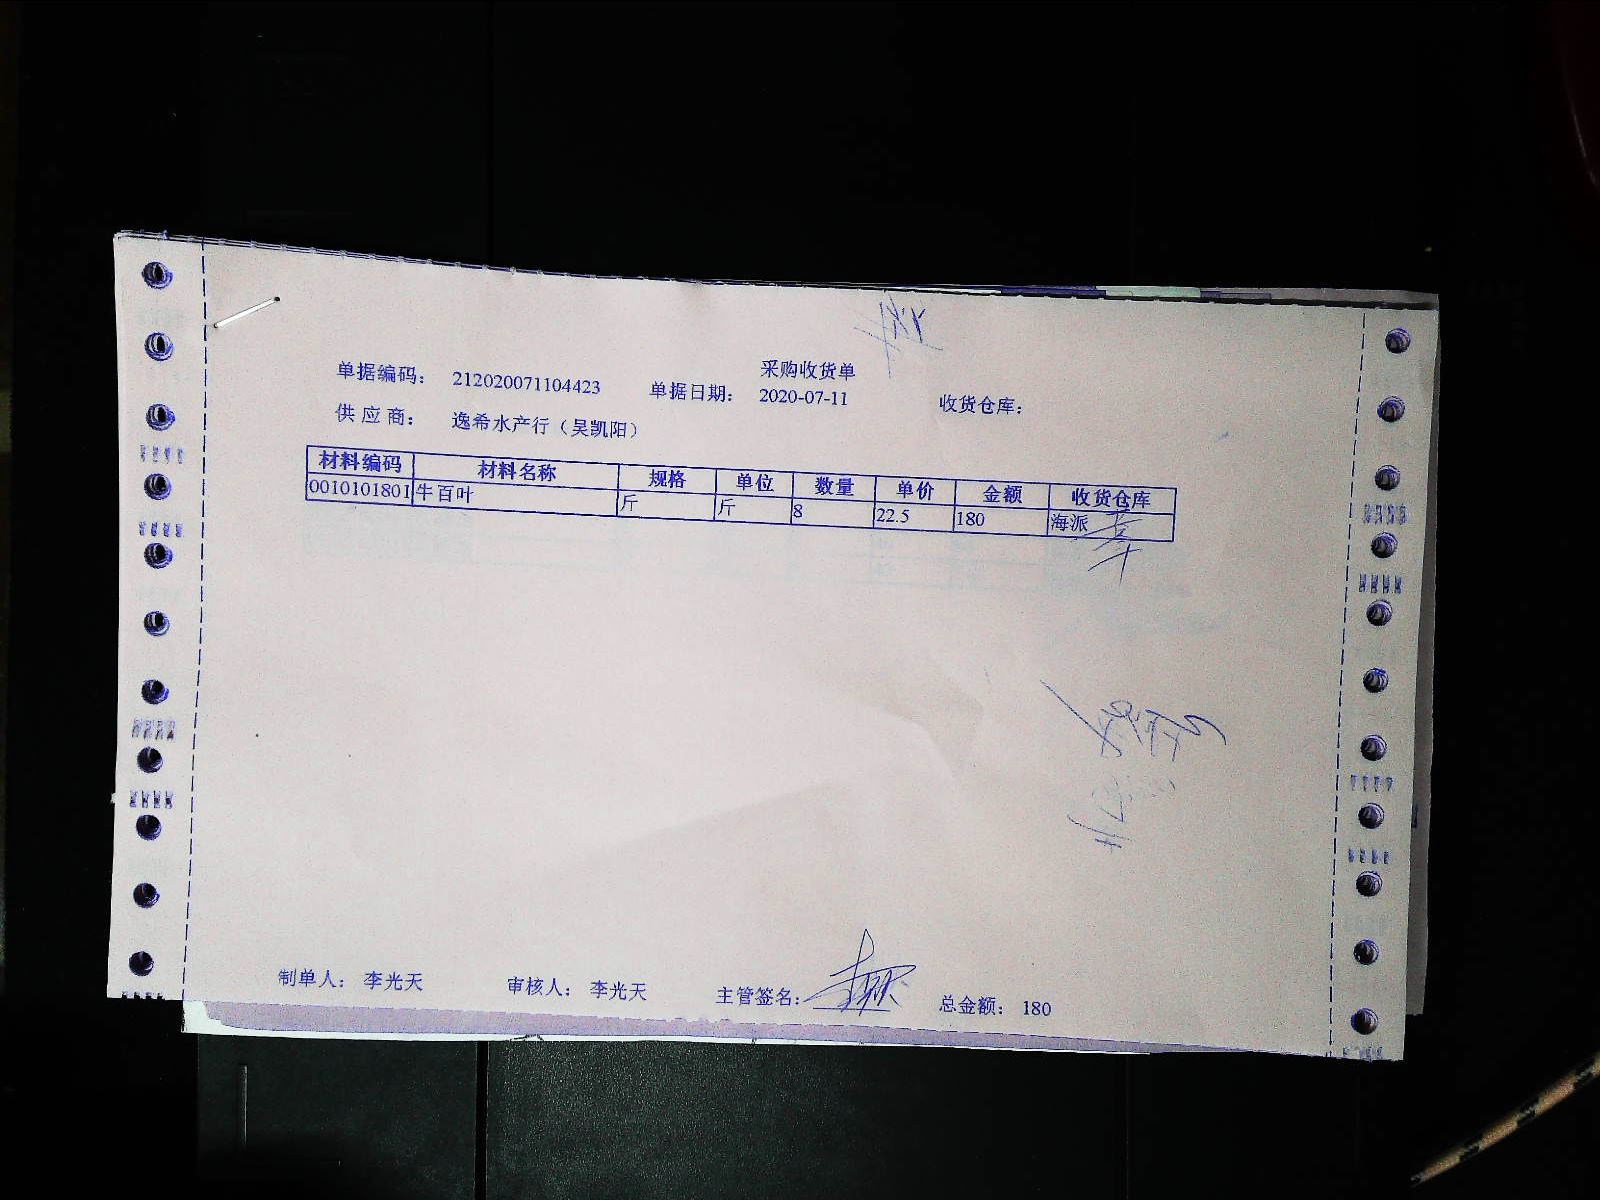 采购收货单
单据编码： 212020071104423 单据日期： 2020-07-11 收货仓库：
供 应 商： 逸希水产行（吴凯阳）
材料编码 材料名称 规格 单位 数量 单价 金额 收货仓库
0010101801 牛百叶 斤 斤 8 22.5 180 海派
制单人： 李光天 审核人： 李光天 主管签名： 总金额： 180